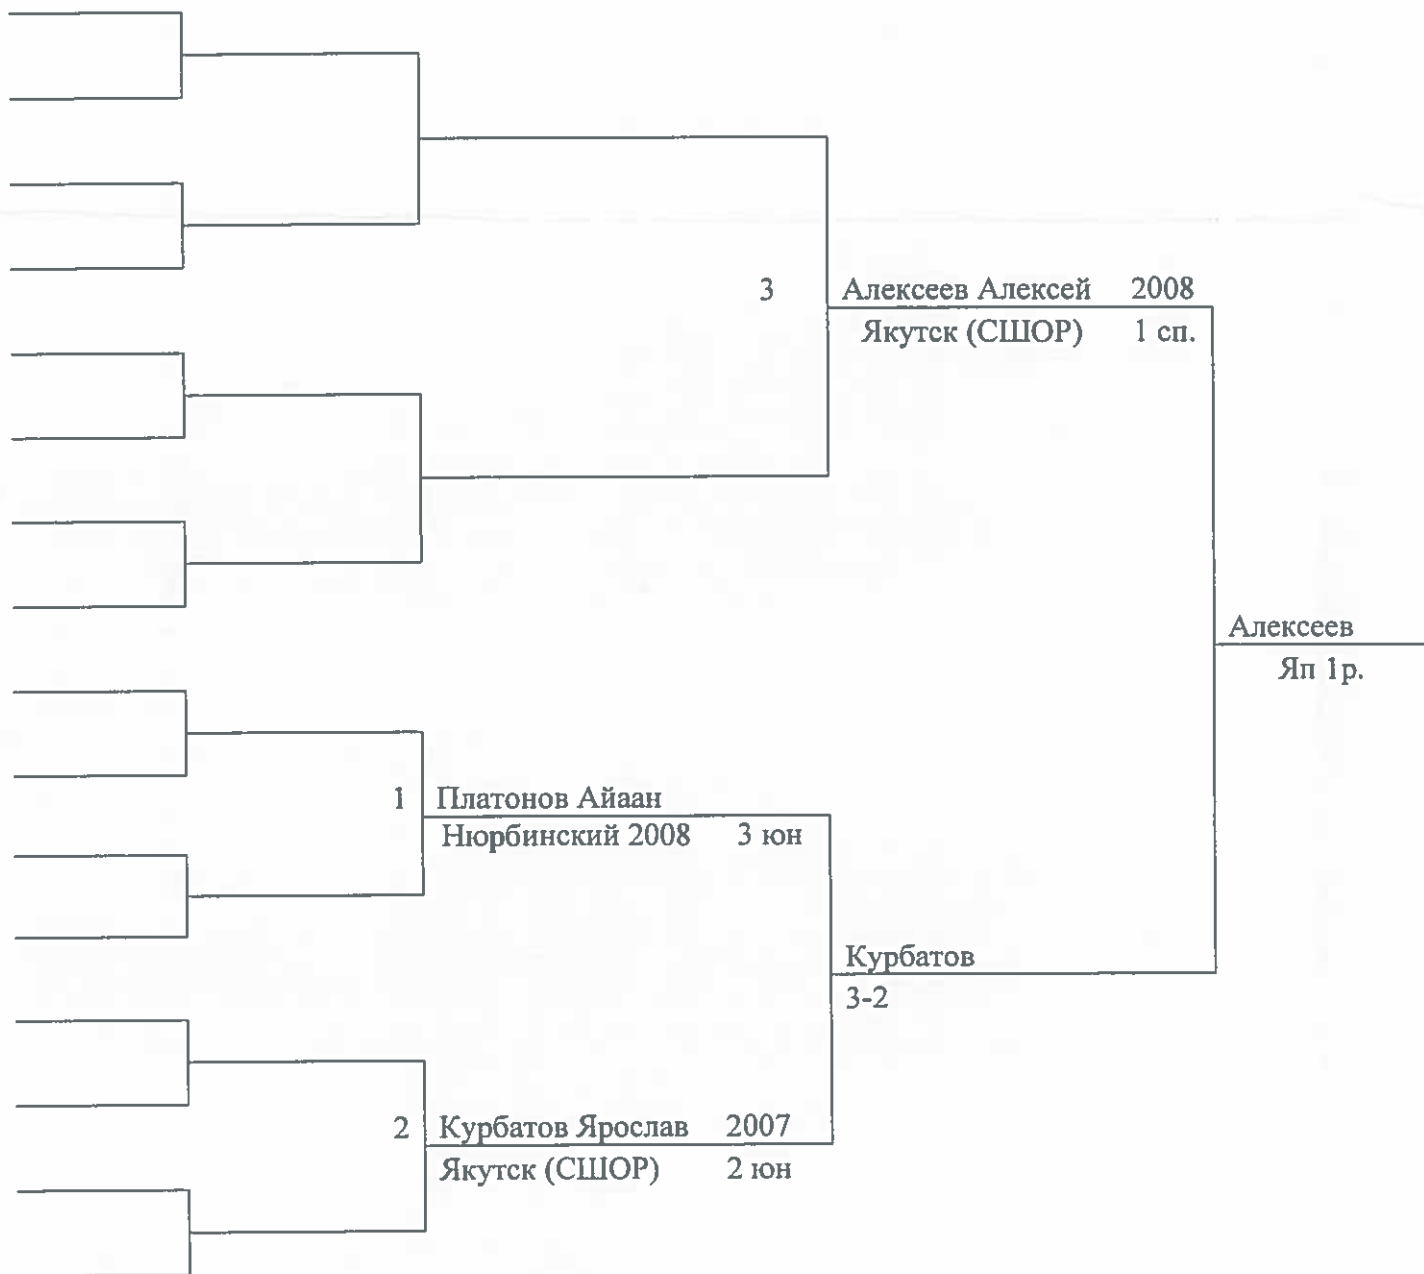 3 Алексеев Алексей 2008
Якутск (СШОР) 1 сп.
Алексеев
Яп 1р.
1 Платонов Айаан
Нюрбинский 2008 3 юн
Курбатов
3-2
2 Курбатов Ярослав 2007
Якутск (СШОР) 2 юн